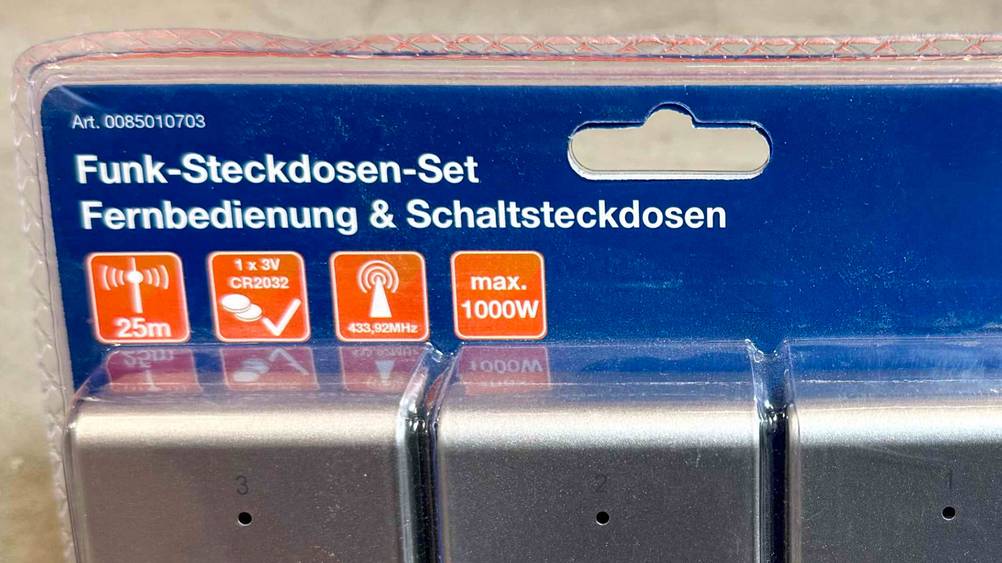 Art. 0085010703
Funk-Steckdosen-Set
Fernbedienung & Schaltsteckdosen
25m
1 x 3V
CR2032
433,92MHz
max.
1000W
3
2
1